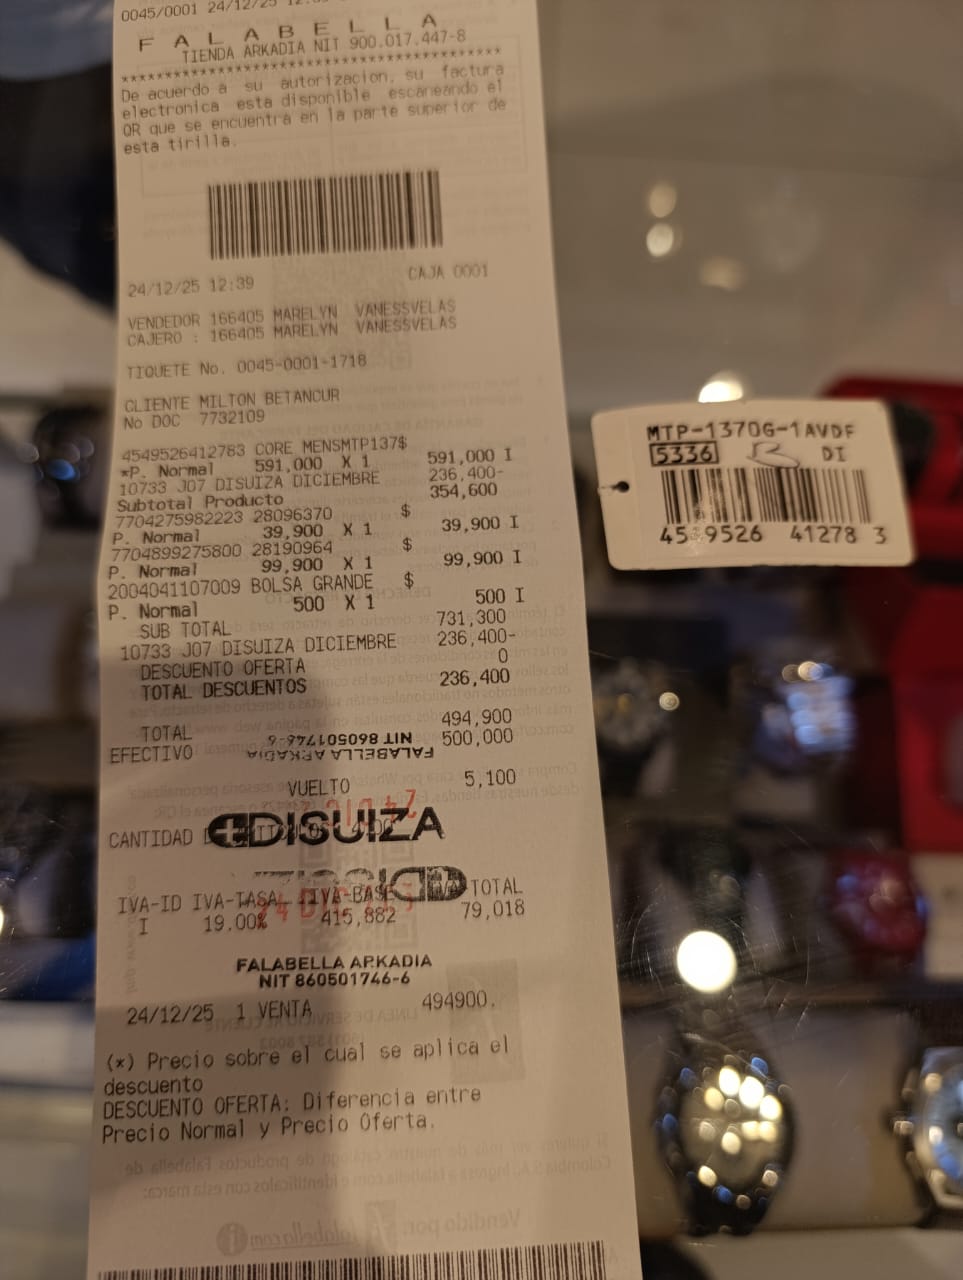 0045/0001 24/12/25
F A L A B E L L A
TIENDA ARKADIA NIT 900.017.447-8
**************************************************
De acuerdo a su autorizacion, su factura
electronica esta disponible escaneando el
QR que se encuentra en la parte superior de
esta tirilla.
24/12/25 12:39 CAJA 0001
VENDEDOR 166405 MARELYN VANESSVELAS
CAJERO : 166405 MARELYN VANESSVELAS
TIQUETE No. 0045-0001-1718
CLIENTE MILTON BETANCUR
No DOC 7732109
4549526412783 CORE MENSMTP137$
*P. Normal 591,000 X 1 591,000 I
10733 J07 DISUIZA DICIEMBRE 236,400-
Subtotal Producto 354,600
7704275982223 28096370 $
P. Normal 39,900 X 1 39,900 I
7704899275800 28190964 $
P. Normal 99,900 X 1 99,900 I
2004041107009 BOLSA GRANDE $
P. Normal 500 X 1 500 I
SUB TOTAL 731,300
10733 J07 DISUIZA DICIEMBRE 236,400-
DESCUENTO OFERTA 0
TOTAL DESCUENTOS 236,400
TOTAL 494,900
EFECTIVO 500,000
NIT 860501746-6
FALABELLA ARKADIA
VUELTO 5,100
CANTIDAD
DISUIZA
IVA-ID IVA-TASA IVA-BASE TOTAL
I 19.00% 415,882 79,018
FALABELLA ARKADIA
NIT 860501746-6
24/12/25 1 VENTA 494900.
(*) Precio sobre el cual se aplica el
descuento
DESCUENTO OFERTA: Diferencia entre
Precio Normal y Precio Oferta.
MTP-1370G-1AVDF
5336 DI
45 9526 41278 3